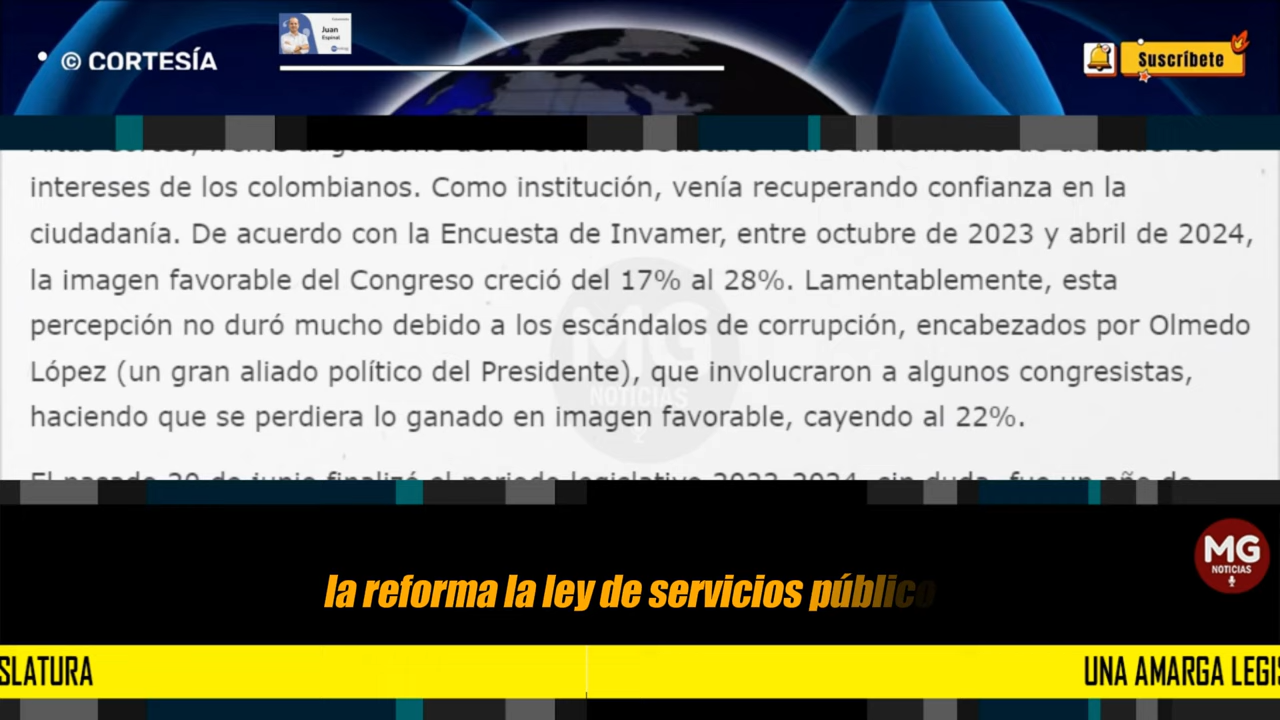 © CORTESÍA
Juan
Espinal
Suscríbete
intereses de los colombianos. Como institución, venía recuperando confianza en la
ciudadanía. De acuerdo con la Encuesta de Invamer, entre octubre de 2023 y abril de 2024,
la imagen favorable del Congreso creció del 17% al 28%. Lamentablemente, esta
percepción no duró mucho debido a los escándalos de corrupción, encabezados por Olmedo
López (un gran aliado político del Presidente), que involucraron a algunos congresistas,
haciendo que se perdiera lo ganado en imagen favorable, cayendo al 22%.
MG
NOTICIAS
MG
NOTICIAS
la reforma la ley de servicios público
SLATURA
UNA AMARGA LEGIS